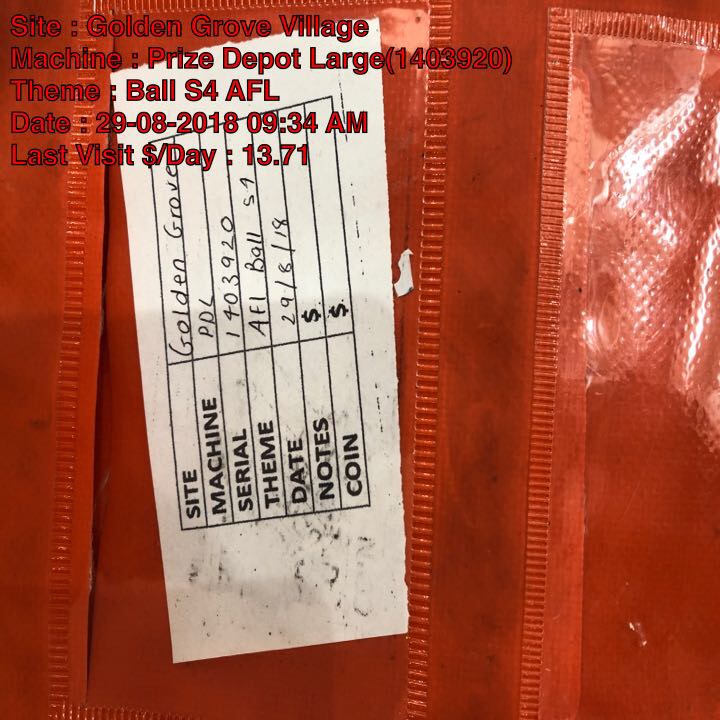 Site : Golden Grove Village
Machine : Prize Depot Large(1403920)
Theme : Ball S4 AFL
Date : 29-08-2018 09:34 AM
Last Visit $/Day : 13.71
SITE Golden Grove
MACHINE PDL
SERIAL 1403920
THEME AFL Ball S4
DATE 29/8/18
NOTES $
COIN $